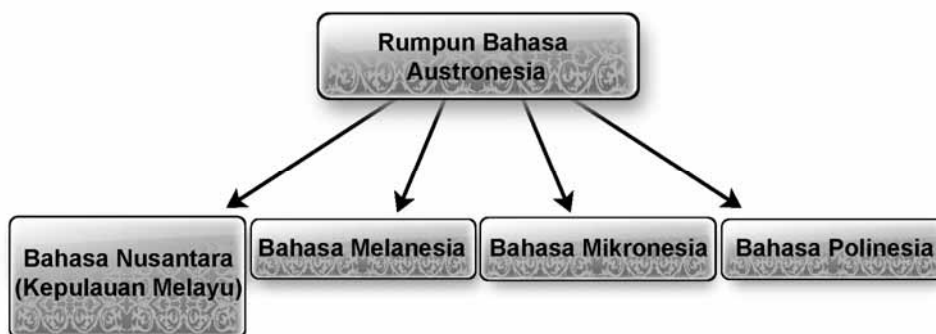 Rumpun Bahasa
Austronesia
Bahasa Nusantara
(Kepulauan Melayu)
Bahasa Melanesia
Bahasa Mikronesia
Bahasa Polinesia